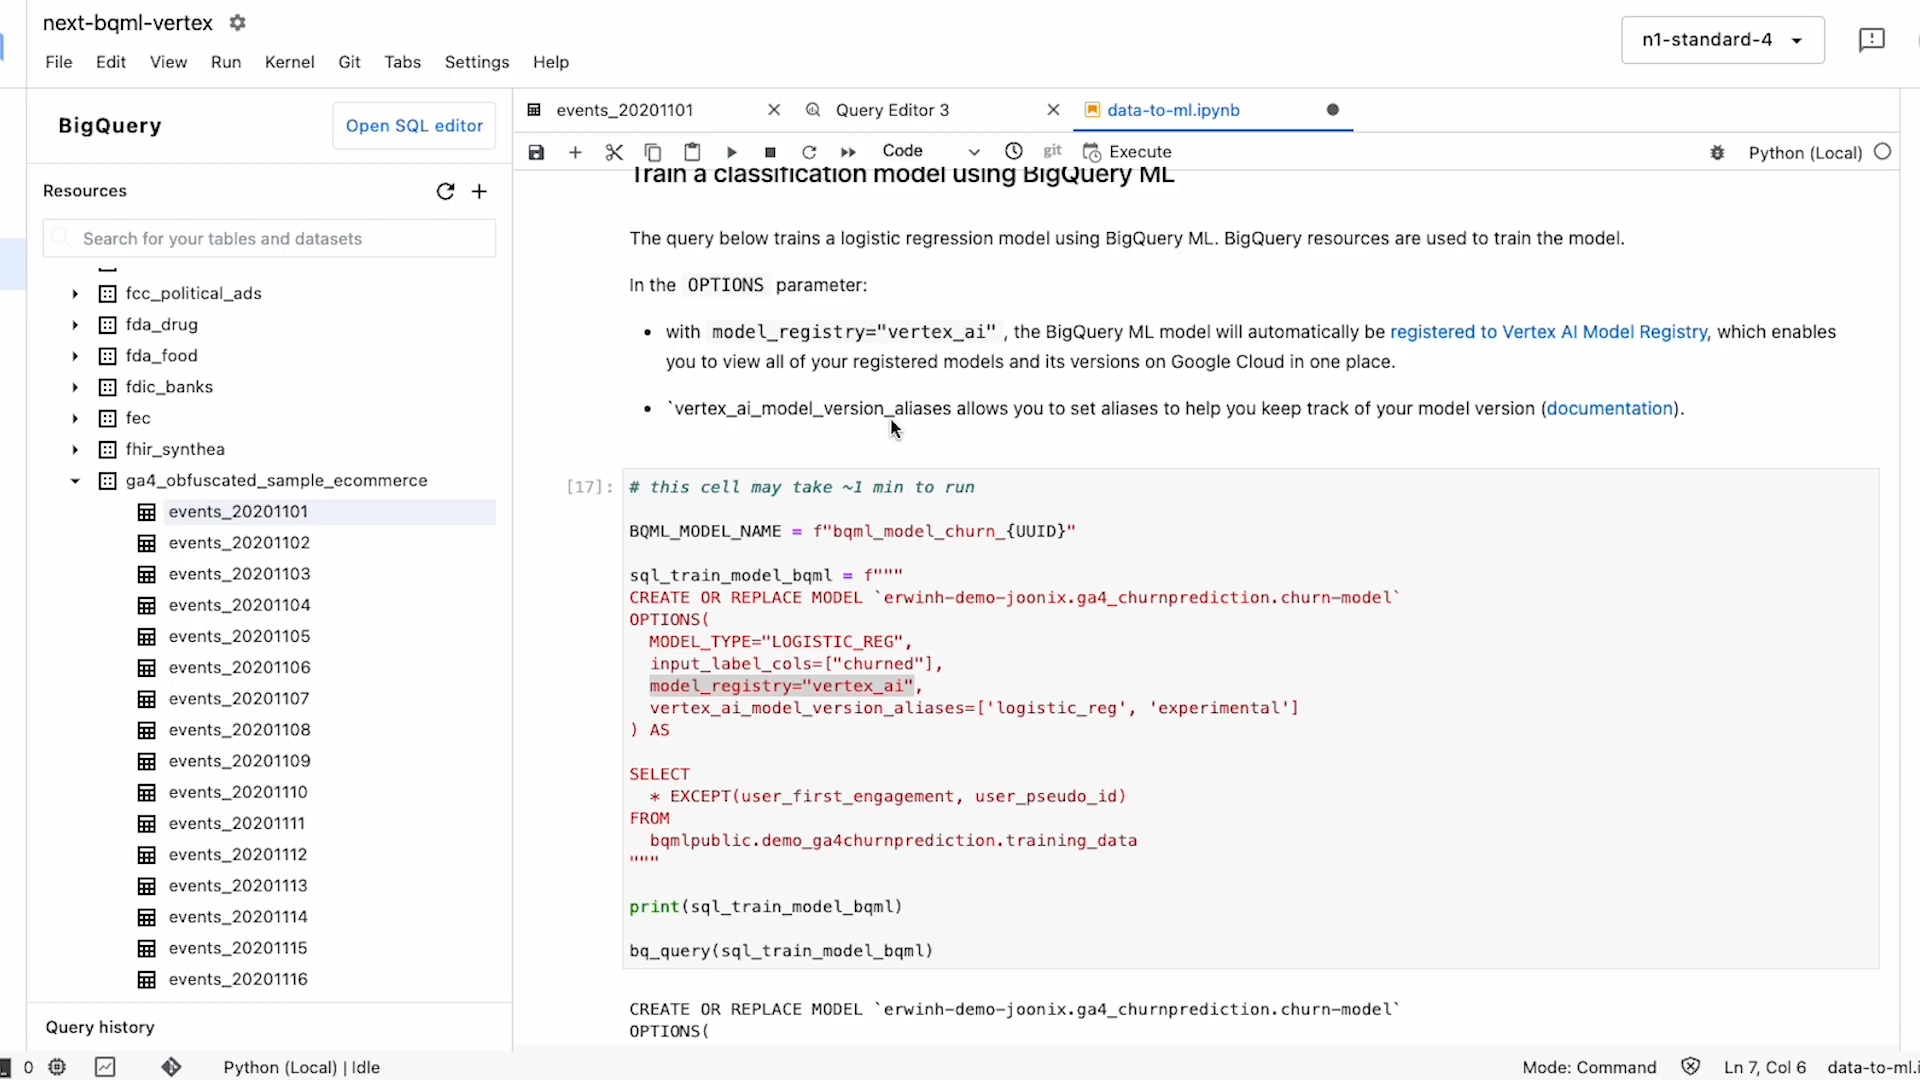 next-bqml-vertex
n1-standard-4
File Edit View Run Kernel Git Tabs Settings Help
BigQuery
Open SQL editor
Resources
Search for your tables and datasets
fcc_political_ads
fda_drug
fda_food
fdic_banks
fec
fhir_synthea
ga4_obfuscated_sample_ecommerce
events_20201101
events_20201102
events_20201103
events_20201104
events_20201105
events_20201106
events_20201107
events_20201108
events_20201109
events_20201110
events_20201111
events_20201112
events_20201113
events_20201114
events_20201115
events_20201116
Query history
events_20201101
Query Editor 3
data-to-ml.ipynb
Code
git
Execute
Python (Local)
Train a classification model using BigQuery ML
The query below trains a logistic regression model using BigQuery ML. BigQuery resources are used to train the model.
In the OPTIONS parameter:
• with model_registry="vertex_ai" , the BigQuery ML model will automatically be registered to Vertex AI Model Registry, which enables
you to view all of your registered models and its versions on Google Cloud in one place.
• `vertex_ai_model_version_aliases allows you to set aliases to help you keep track of your model version (documentation).
[17]: # this cell may take ~1 min to run
BQML_MODEL_NAME = f"bqml_model_churn_{UUID}"
sql_train_model_bqml = f"""
CREATE OR REPLACE MODEL `erwinh-demo-joonix.ga4_churnprediction.churn-model`
OPTIONS(
MODEL_TYPE="LOGISTIC_REG",
input_label_cols=["churned"],
model_registry="vertex_ai",
vertex_ai_model_version_aliases=['logistic_reg', 'experimental']
) AS
SELECT
* EXCEPT(user_first_engagement, user_pseudo_id)
FROM
bqmlpublic.demo_ga4churnprediction.training_data
"""
print(sql_train_model_bqml)
bq_query(sql_train_model_bqml)
CREATE OR REPLACE MODEL `erwinh-demo-joonix.ga4_churnprediction.churn-model`
OPTIONS(
0
Python (Local) | Idle
Mode: Command
Ln 7, Col 6
data-to-ml.i